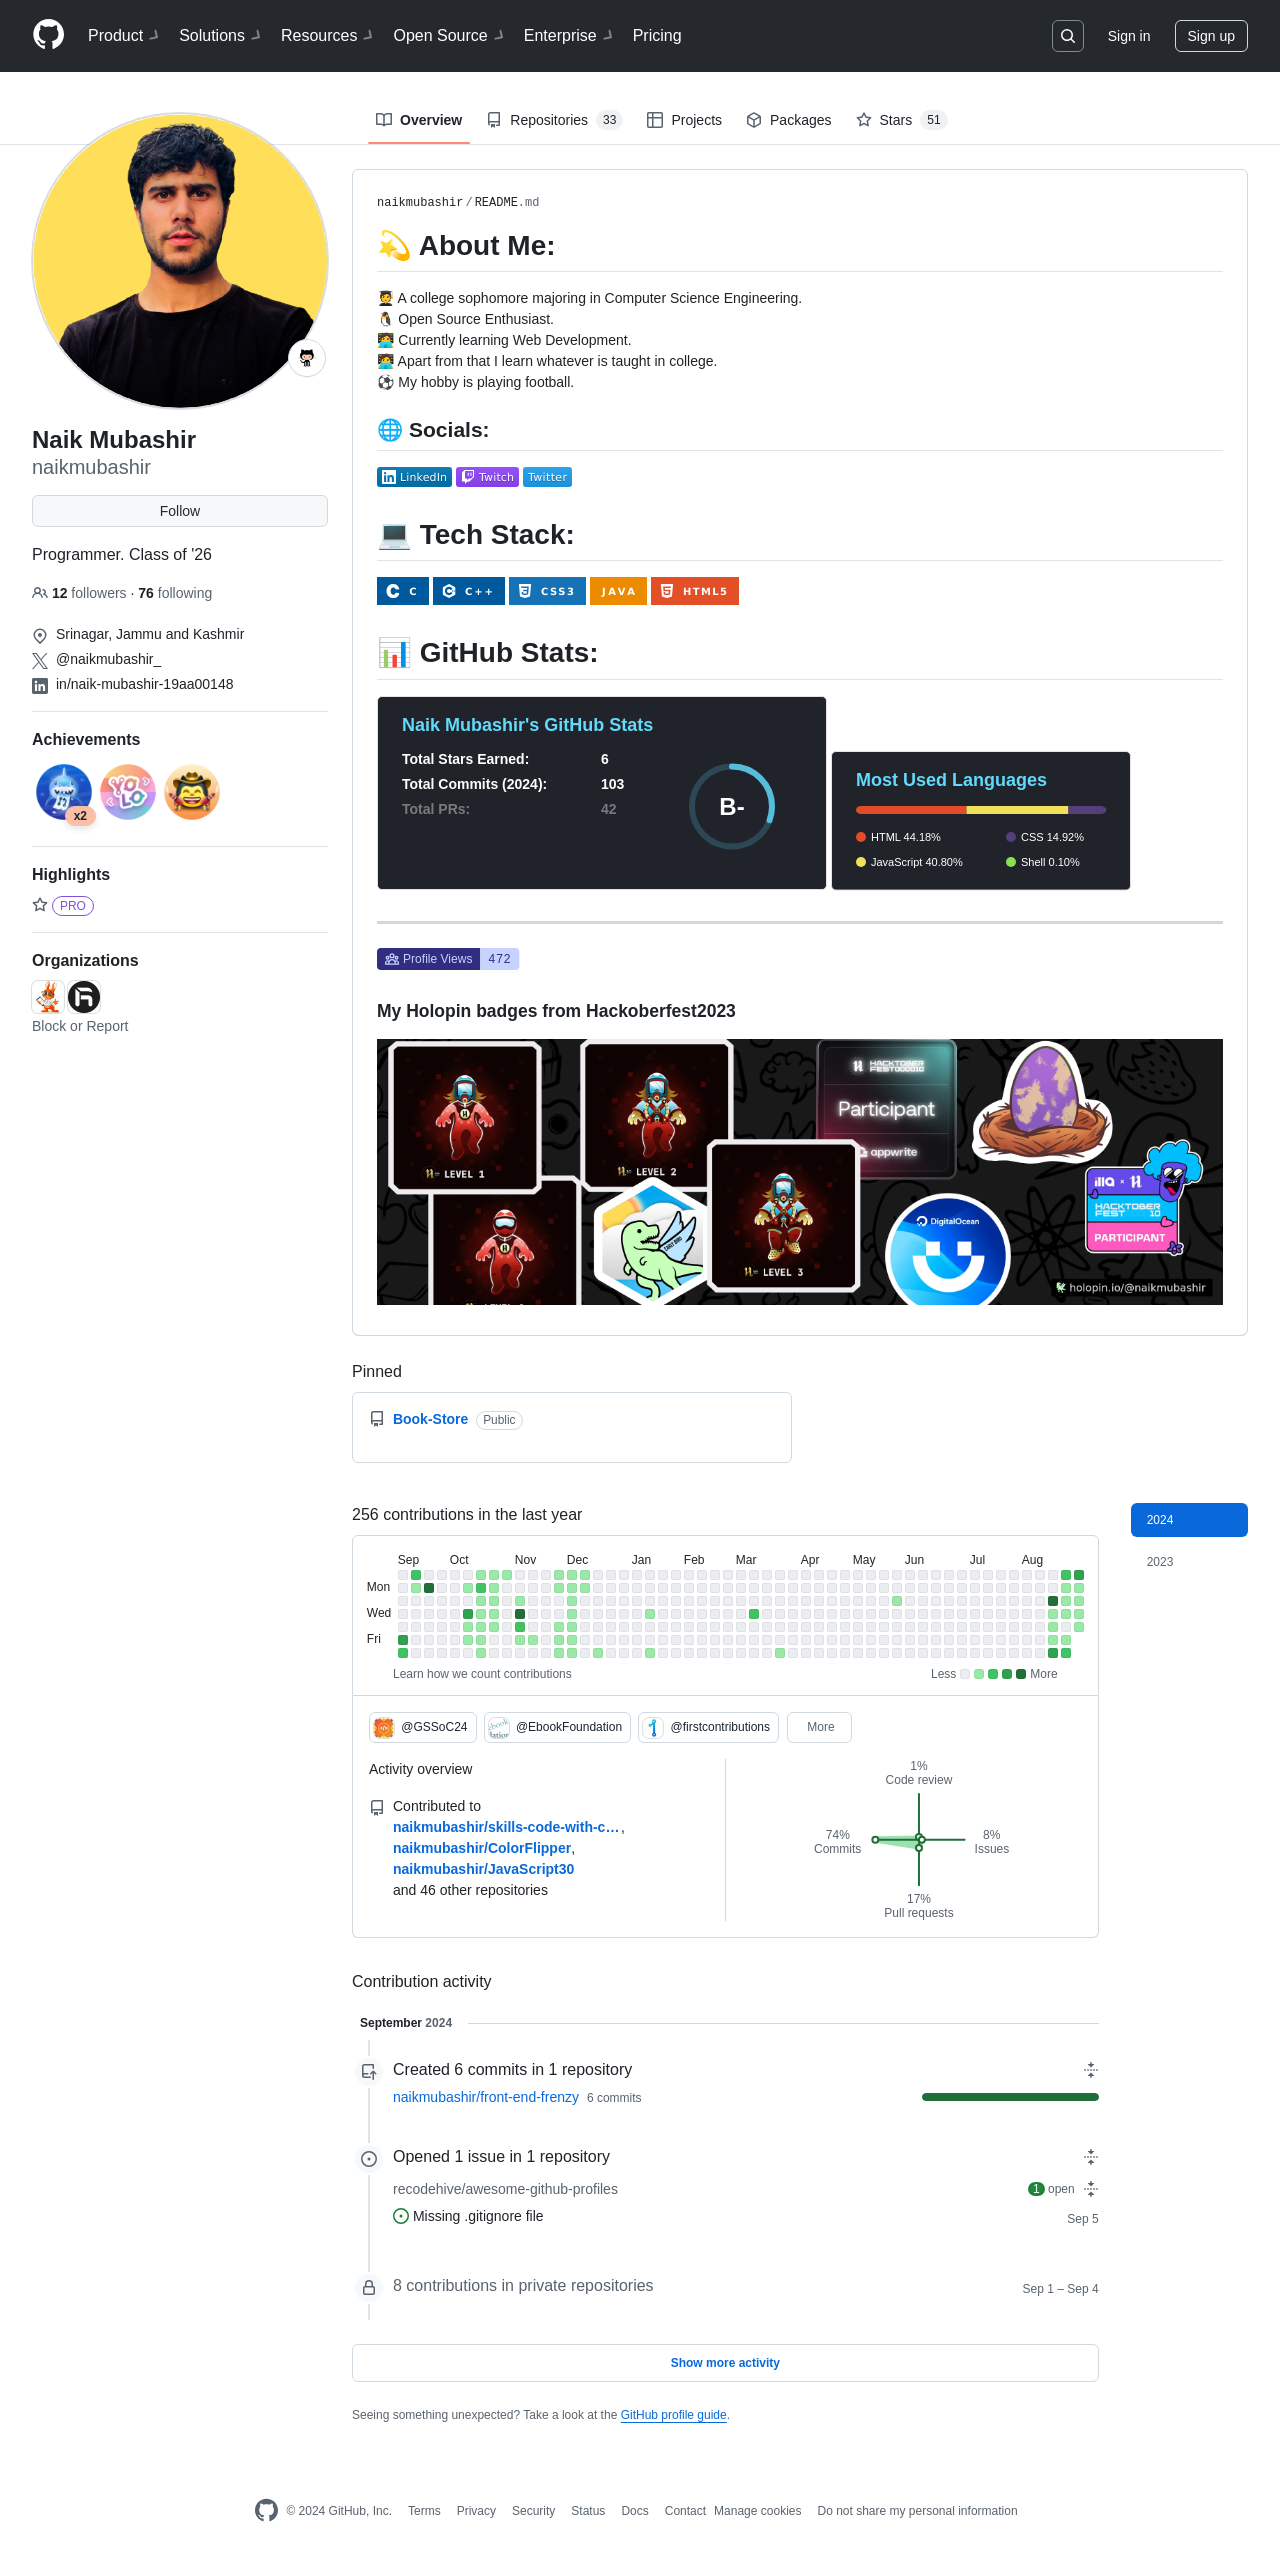 Product
Solutions
Resources
Open Source
Enterprise
Pricing
Sign in
Sign up
Overview
Repositories 33
Projects
Packages
Stars 51
Naik Mubashir
naikmubashir
Follow
Programmer. Class of '26
12 followers · 76 following
Srinagar, Jammu and Kashmir
@naikmubashir_
in/naik-mubashir-19aa00148
Achievements
YOLO
x2
Highlights
PRO
Organizations
Block or Report
naikmubashir/README.md
About Me:
A college sophomore majoring in Computer Science Engineering.
Open Source Enthusiast.
Currently learning Web Development.
Apart from that I learn whatever is taught in college.
My hobby is playing football.
Socials:
LinkedIn Twitch Twitter
Tech Stack:
C C++ CSS3 JAVA HTML5
GitHub Stats:
Naik Mubashir's GitHub Stats
Total Stars Earned: 6
Total Commits (2024): 103
Total PRs: 42
B-
Most Used Languages
HTML 44.18% CSS 14.92%
JavaScript 40.80% Shell 0.10%
Profile Views 472
My Holopin badges from Hackoberfest2023
LEVEL 1
LEVEL 2
HACKTOBER
FEST00010
Participant
appwrite
LEVEL 3
DigitalOcean
illa x
HACKTOBER
FEST 10
PARTICIPANT
holopin.io/@naikmubashir
Pinned
Book-Store Public
256 contributions in the last year
2024
2023
Sep Oct Nov Dec Jan Feb Mar Apr May Jun Jul Aug
Mon
Wed
Fri
Learn how we count contributions
Less More
@GSSoC24
@EbookFoundation
@firstcontributions
More
Activity overview
Contributed to
naikmubashir/skills-code-with-c…,
naikmubashir/ColorFlipper,
naikmubashir/JavaScript30
and 46 other repositories
1%
Code review
74%
Commits
8%
Issues
17%
Pull requests
Contribution activity
September 2024
Created 6 commits in 1 repository
naikmubashir/front-end-frenzy 6 commits
Opened 1 issue in 1 repository
recodehive/awesome-github-profiles
1 open
Missing .gitignore file
Sep 5
8 contributions in private repositories
Sep 1 – Sep 4
Show more activity
Seeing something unexpected? Take a look at the GitHub profile guide.
© 2024 GitHub, Inc. Terms Privacy Security Status Docs Contact Manage cookies Do not share my personal information